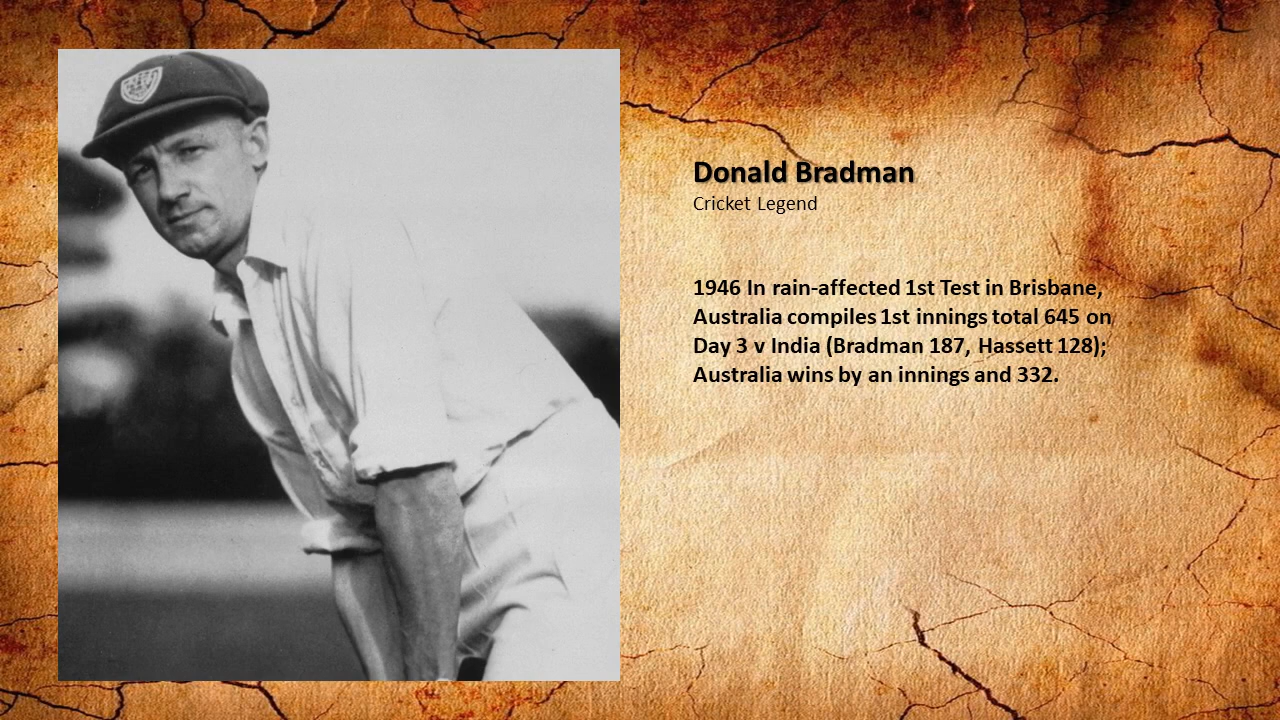 Donald Bradman
Cricket Legend
1946 In rain-affected 1st Test in Brisbane,
Australia compiles 1st innings total 645 on
Day 3 v India (Bradman 187, Hassett 128);
Australia wins by an innings and 332.